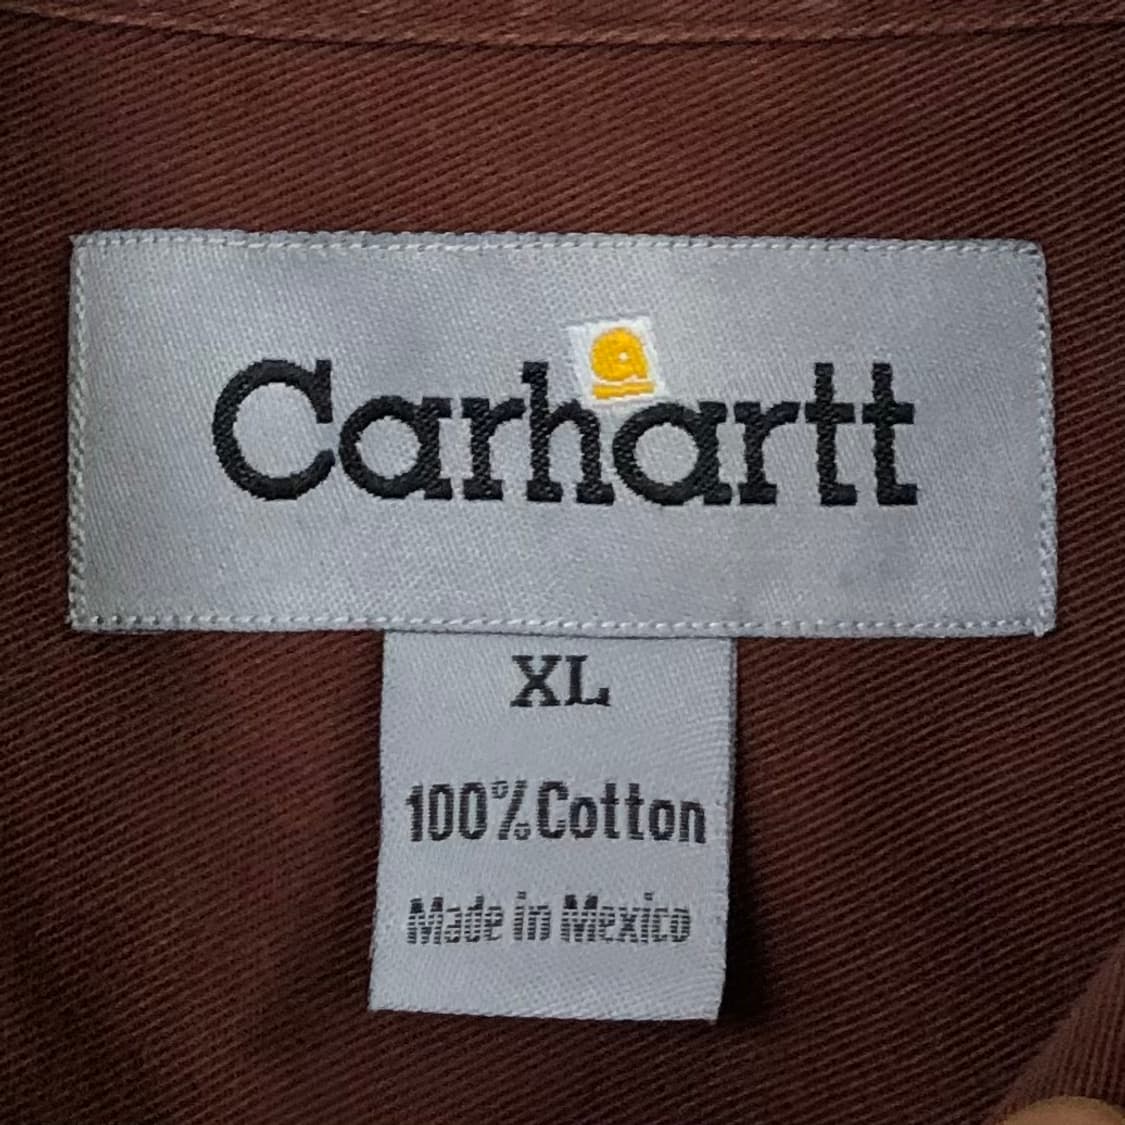 Carhartt
XL
100% Cotton
Made in Mexico